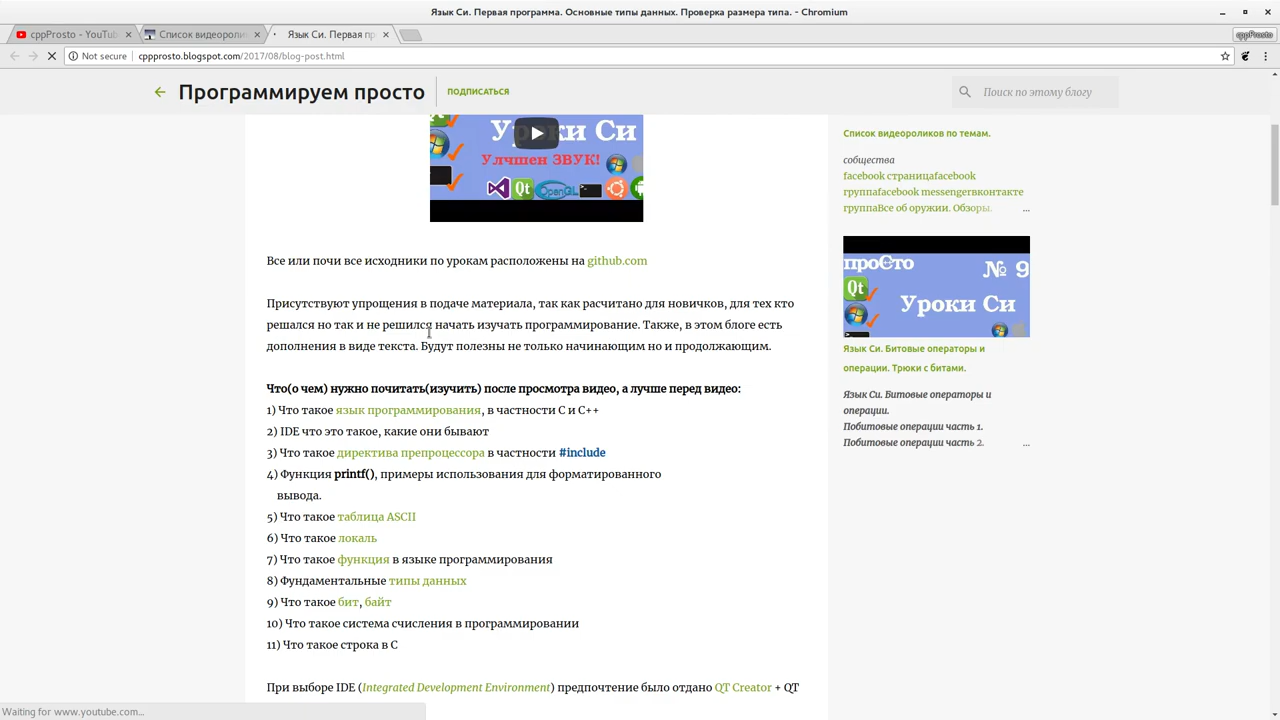 Язык Си. Первая программа. Основные типы данных. Проверка размера типа. - Chromium
cppProsto - YouTub
Список видеороли
Язык Си. Первая пр
cppProsto
Not secure
cppprosto.blogspot.com/2017/08/blog-post.html
Программируем просто
ПОДПИСАТЬСЯ
Поиск по этому блогу
Уроки Си
Улчшен ЗВУК!
Qt
OpenGL
Все или почи все исходники по урокам расположены на github.com
Присутствуют упрощения в подаче материала, так как расчитано для новичков, для тех кто
решался но так и не решился начать изучать программирование. Также, в этом блоге есть
дополнения в виде текста. Будут полезны не только начинающим но и продолжающим.
Что(о чем) нужно почитать(изучить) после просмотра видео, а лучше перед видео:
1) Что такое язык программирования, в частности С и С++
2) IDE что это такое, какие они бывают
3) Что такое директива препроцессора в частности #include
4) Функция printf(), примеры использования для форматированного
вывода.
5) Что такое таблица ASCII
6) Что такое локаль
7) Что такое функция в языке программирования
8) Фундаментальные типы данных
9) Что такое бит, байт
10) Что такое система счисления в программировании
11) Что такое строка в С
При выборе IDE (Integrated Development Environment) предпочтение было отдано QT Creator + QT
Список видеороликов по темам.
собщества
facebook страницаfacebook
группаfacebook messengerвконтакте
группаВсе об оружии. Обзоры.
...
проСто
№ 9
Qt
Уроки Си
Язык Си. Битовые операторы и
операции. Трюки с битами.
Язык Си. Битовые операторы и
операции.
Побитовые операции часть 1.
Побитовые операции часть 2.
...
Waiting for www.youtube.com...